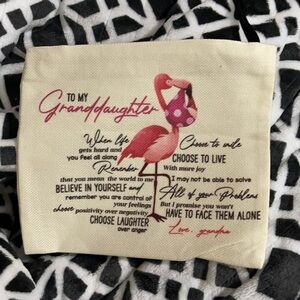 TO MY
Granddaughter
When life
gets hard and
you feel all along
Remember
that you mean the world to me
BELIEVE IN YOURSELF and
remember you are control of
your feelings
choose positivity over negativity
CHOOSE LAUGHTER
over anger
Choose to smile
CHOOSE TO LIVE
With more joy
I may not be able to solve
All of your Problems
But I promise you won't
HAVE TO FACE THEM ALONE
Love, grandma